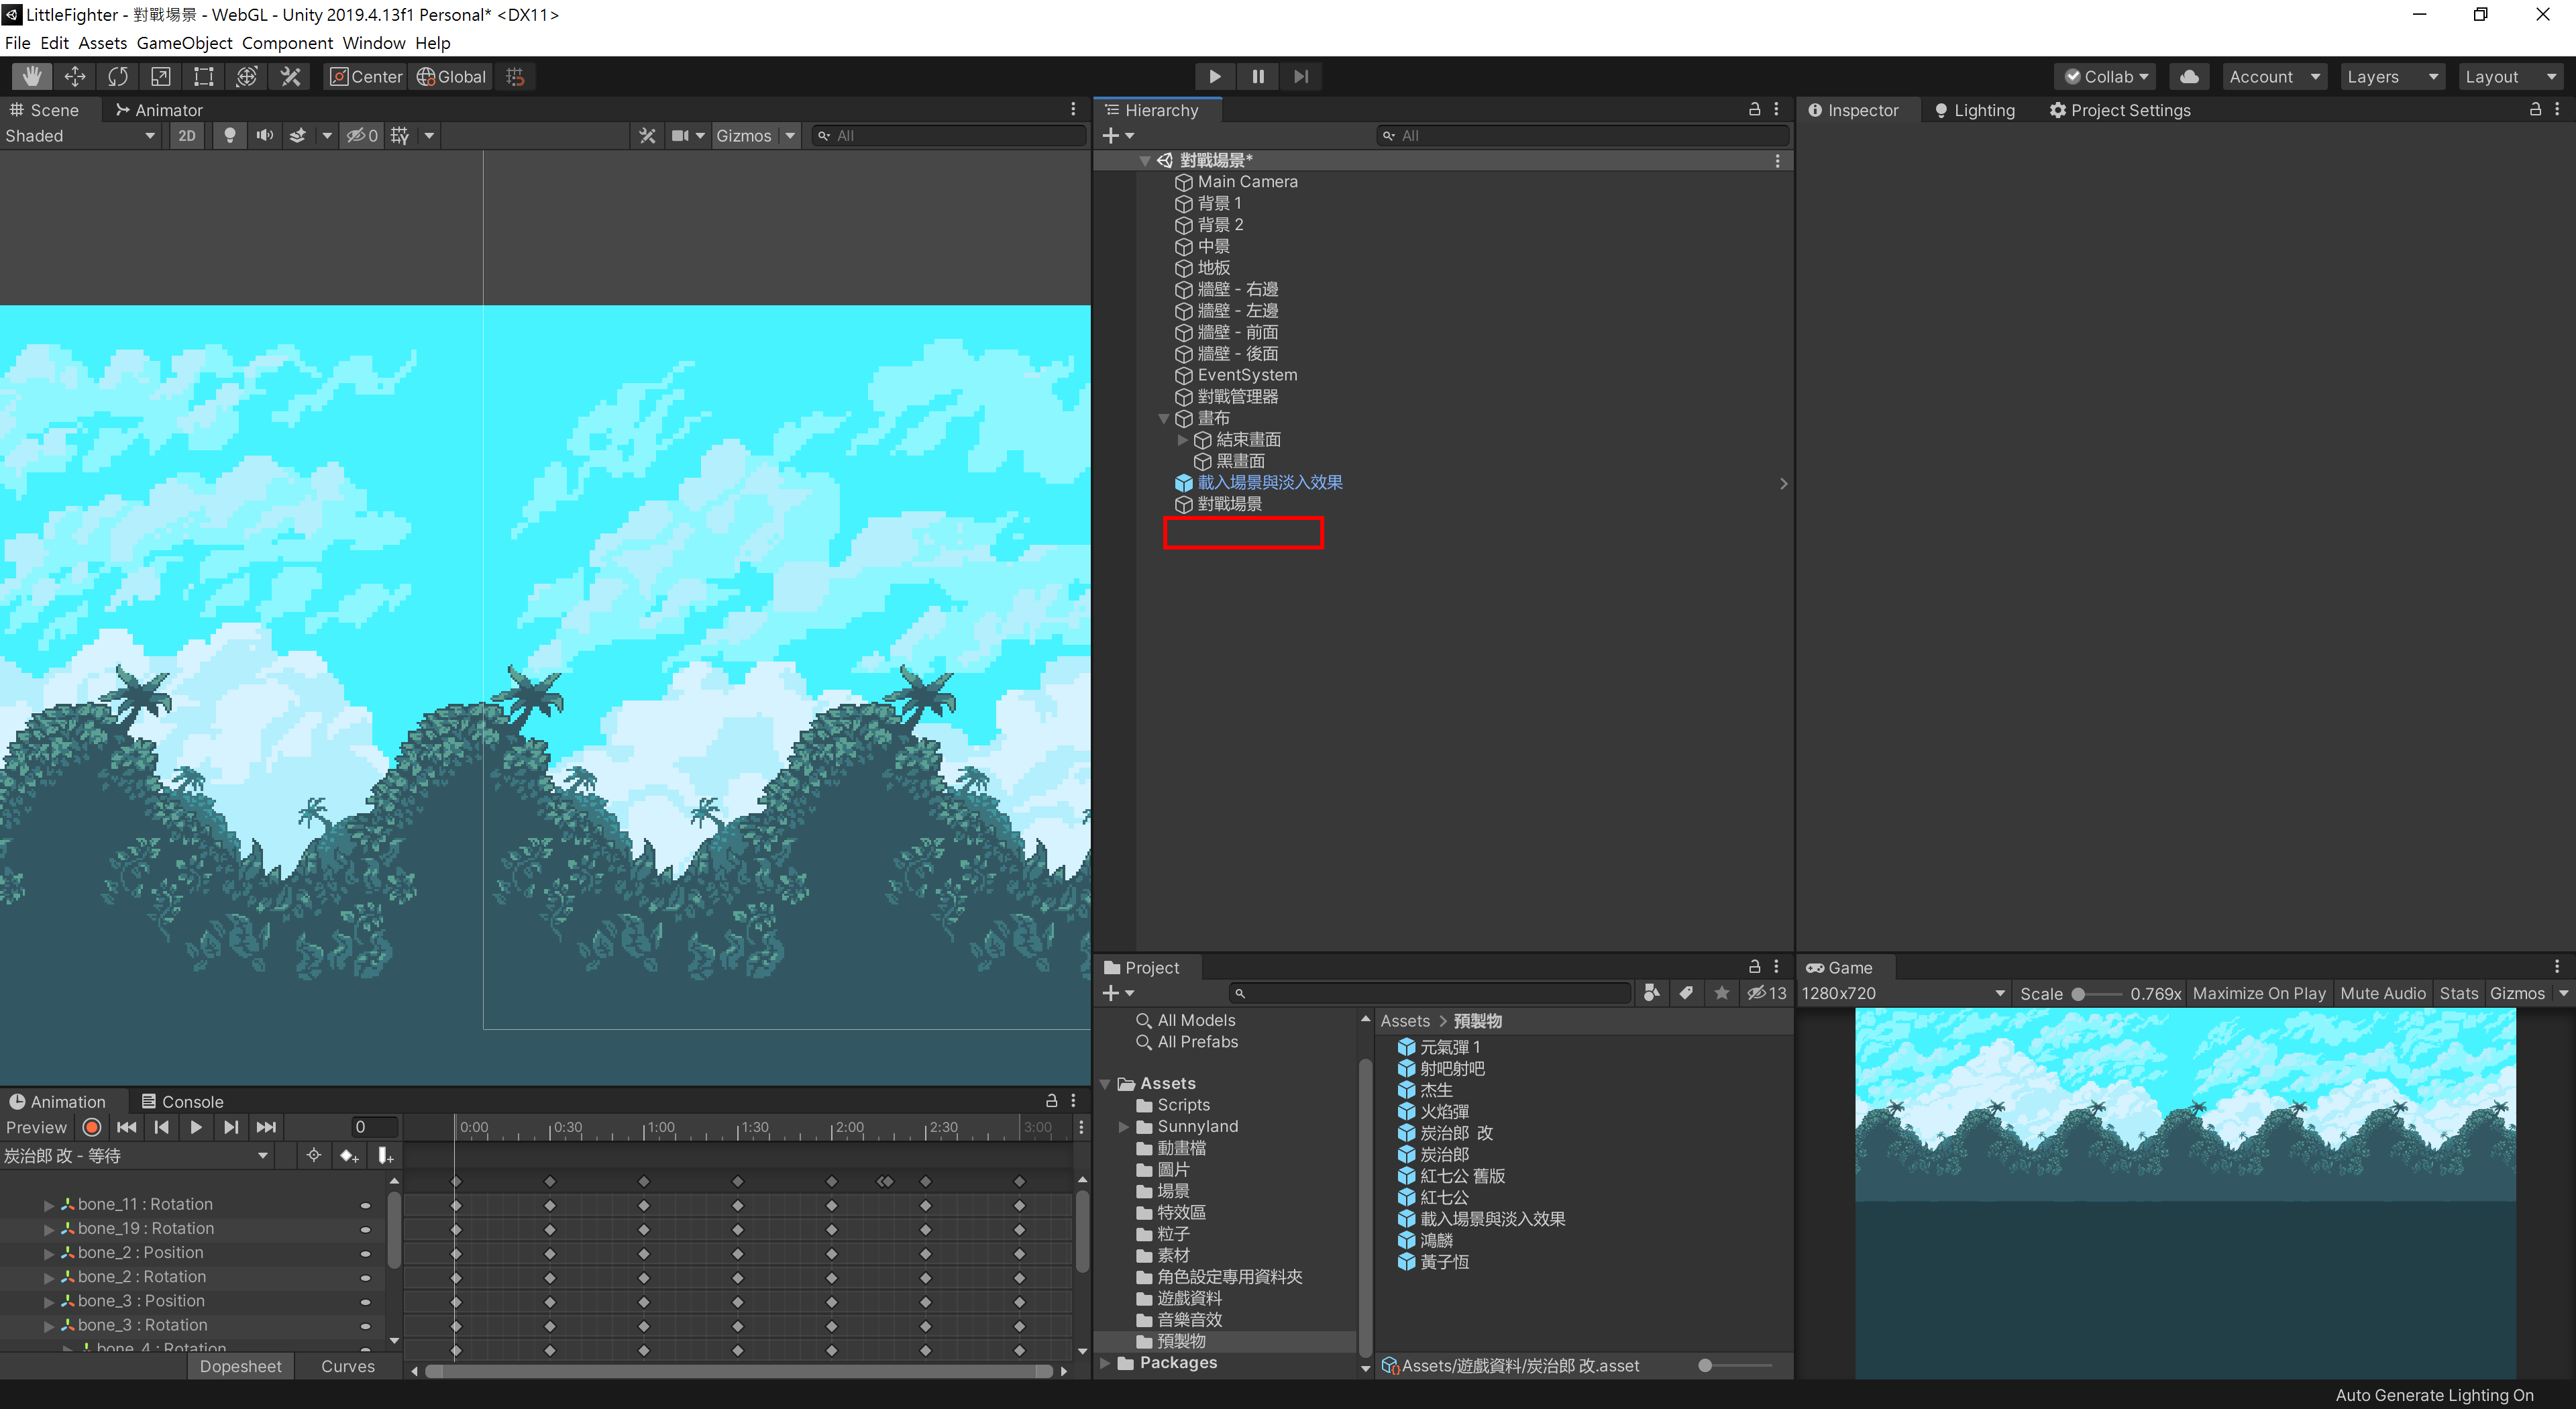 LittleFighter - 對戰場景 - WebGL - Unity 2019.4.13f1 Personal* <DX11>
File Edit Assets GameObject Component Window Help
Center Global
Collab Account Layers Layout
Scene Animator
Shaded 2D 0 Gizmos All
Hierarchy
All
對戰場景*
Main Camera
背景 1
背景 2
中景
地板
牆壁 - 右邊
牆壁 - 左邊
牆壁 - 前面
牆壁 - 後面
EventSystem
對戰管理器
畫布
結束畫面
黑畫面
載入場景與淡入效果
對戰場景
Inspector Lighting Project Settings
Project
13
All Models
All Prefabs
Assets
Scripts
Sunnyland
動畫檔
圖片
場景
特效區
粒子
素材
角色設定專用資料夾
遊戲資料
音樂音效
預製物
Packages
Assets > 預製物
元氣彈 1
射吧射吧
杰生
火焰彈
炭治郎 改
炭治郎
紅七公 舊版
紅七公
載入場景與淡入效果
鴻麟
黃子恆
Assets/遊戲資料/炭治郎 改.asset
Game
1280x720 Scale 0.769x Maximize On Play Mute Audio Stats Gizmos
Animation Console
Preview 0 0:00 0:30 1:00 1:30 2:00 2:30 3:00
炭治郎 改 - 等待
bone_11 : Rotation
bone_19 : Rotation
bone_2 : Position
bone_2 : Rotation
bone_3 : Position
bone_3 : Rotation
bone_4 : Rotation
Dopesheet Curves
Auto Generate Lighting On